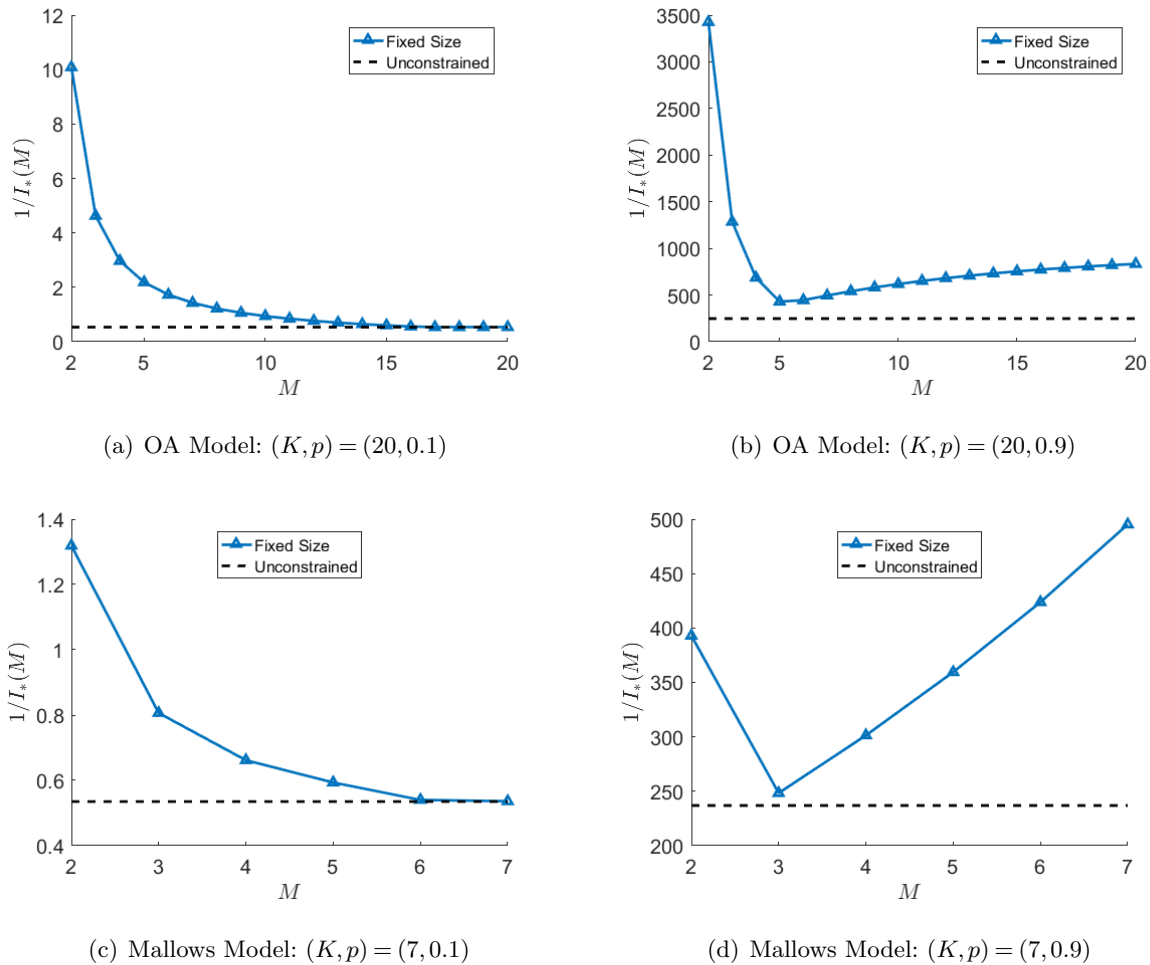 12
10
8
6
4
2
0
1/I_*(M)
Fixed Size
Unconstrained
2 5 10 15 20
M
(a) OA Model: (K, p) = (20, 0.1)
3500
3000
2500
2000
1500
1000
500
0
1/I_*(M)
Fixed Size
Unconstrained
2 5 10 15 20
M
(b) OA Model: (K, p) = (20, 0.9)
1.4
1.2
1
0.8
0.6
0.4
1/I_*(M)
Fixed Size
Unconstrained
2 3 4 5 6 7
M
(c) Mallows Model: (K, p) = (7, 0.1)
500
450
400
350
300
250
200
1/I_*(M)
Fixed Size
Unconstrained
2 3 4 5 6 7
M
(d) Mallows Model: (K, p) = (7, 0.9)